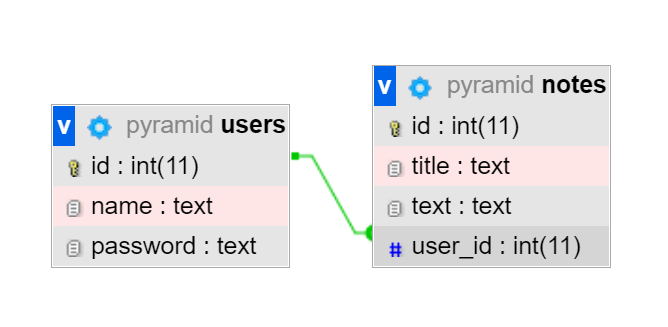 v pyramid users
id : int(11)
name : text
password : text
v pyramid notes
id : int(11)
title : text
text : text
# user_id : int(11)